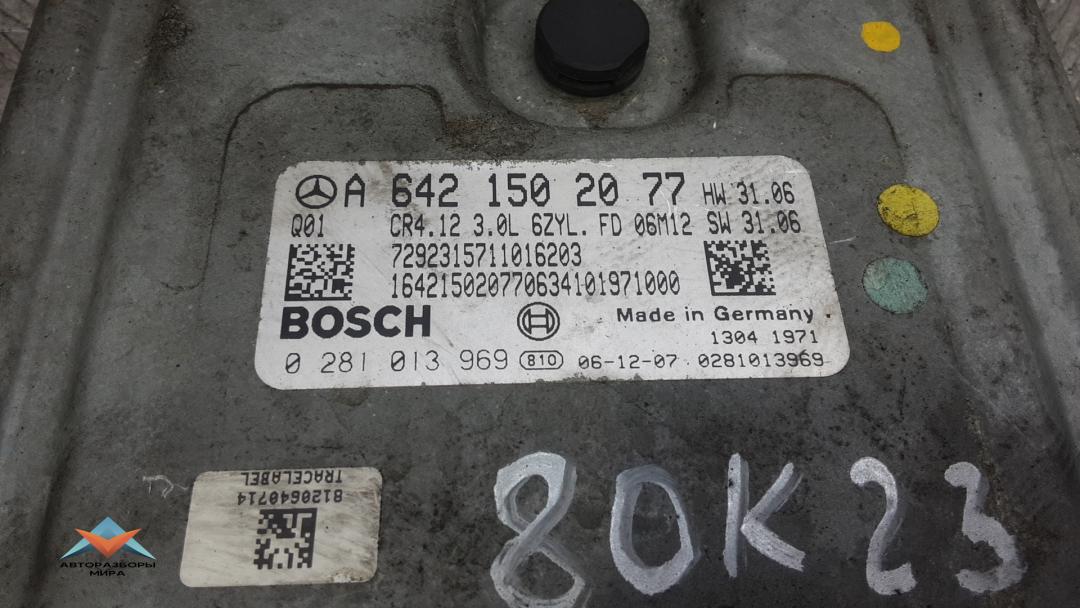 A 642 150 20 77 HW 31.06
Q01 CR4.12 3.0L 6ZYL. FD 06M12 SW 31.06
7292315711016203
16421502077063410197​1000
BOSCH Made in Germany
1304 1971
0 281 013 969 810 06-12-07 0281013969
8120640714
TRACELABEL
80K23
АВТОРАЗБОРЫ
МИРА